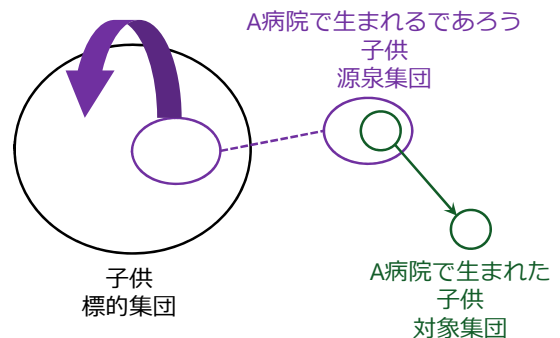 A病院で生まれるであろう
子供
源泉集団
子供
標的集団
A病院で生まれた
子供
対象集団